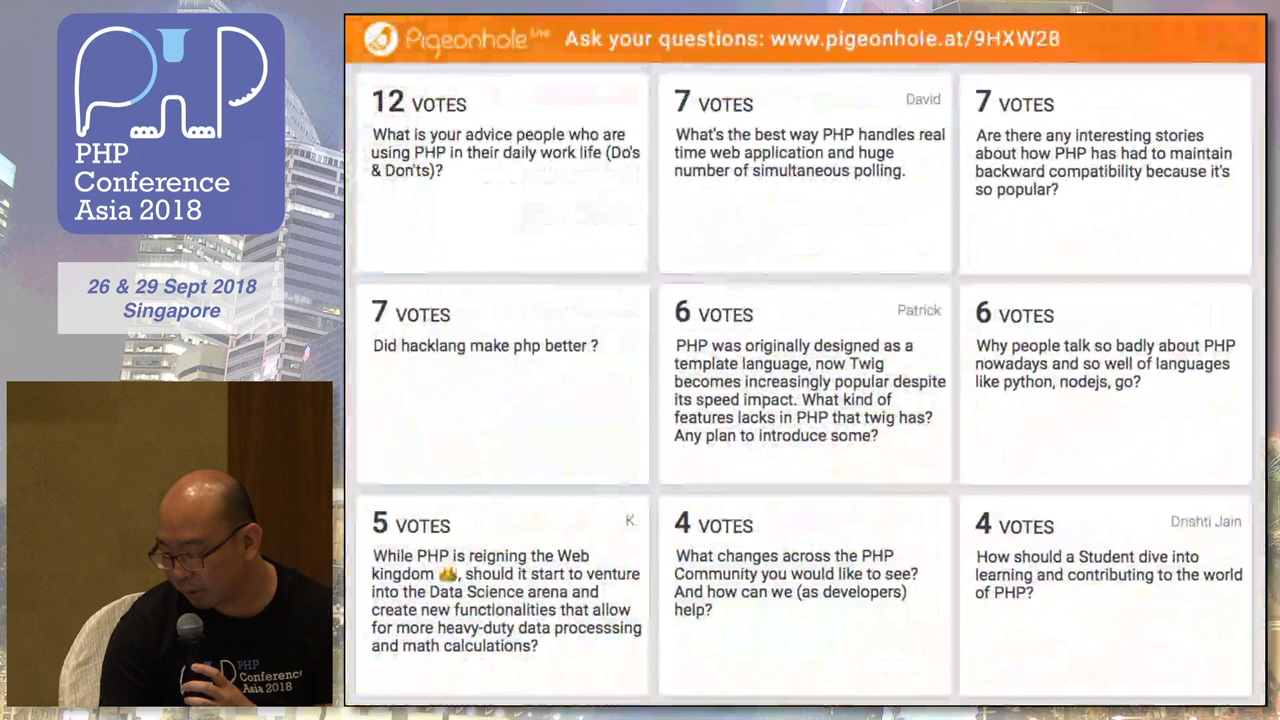 PHP
Conference
Asia 2018
26 & 29 Sept 2018
Singapore
PHP
Conference
Asia 2018
Pigeonhole Live Ask your questions: www.pigeonhole.at/9HXW28
12 VOTES
What is your advice people who are
using PHP in their daily work life (Do's
& Don'ts)?
7 VOTES David
What's the best way PHP handles real
time web application and huge
number of simultaneous polling.
7 VOTES
Are there any interesting stories
about how PHP has had to maintain
backward compatibility because it's
so popular?
7 VOTES
Did hacklang make php better ?
6 VOTES Patrick
PHP was originally designed as a
template language, now Twig
becomes increasingly popular despite
its speed impact. What kind of
features lacks in PHP that twig has?
Any plan to introduce some?
6 VOTES
Why people talk so badly about PHP
nowadays and so well of languages
like python, nodejs, go?
5 VOTES K.
While PHP is reigning the Web
kingdom 👑, should it start to venture
into the Data Science arena and
create new functionalities that allow
for more heavy-duty data processsing
and math calculations?
4 VOTES
What changes across the PHP
Community you would like to see?
And how can we (as developers)
help?
4 VOTES Drishti Jain
How should a Student dive into
learning and contributing to the world
of PHP?